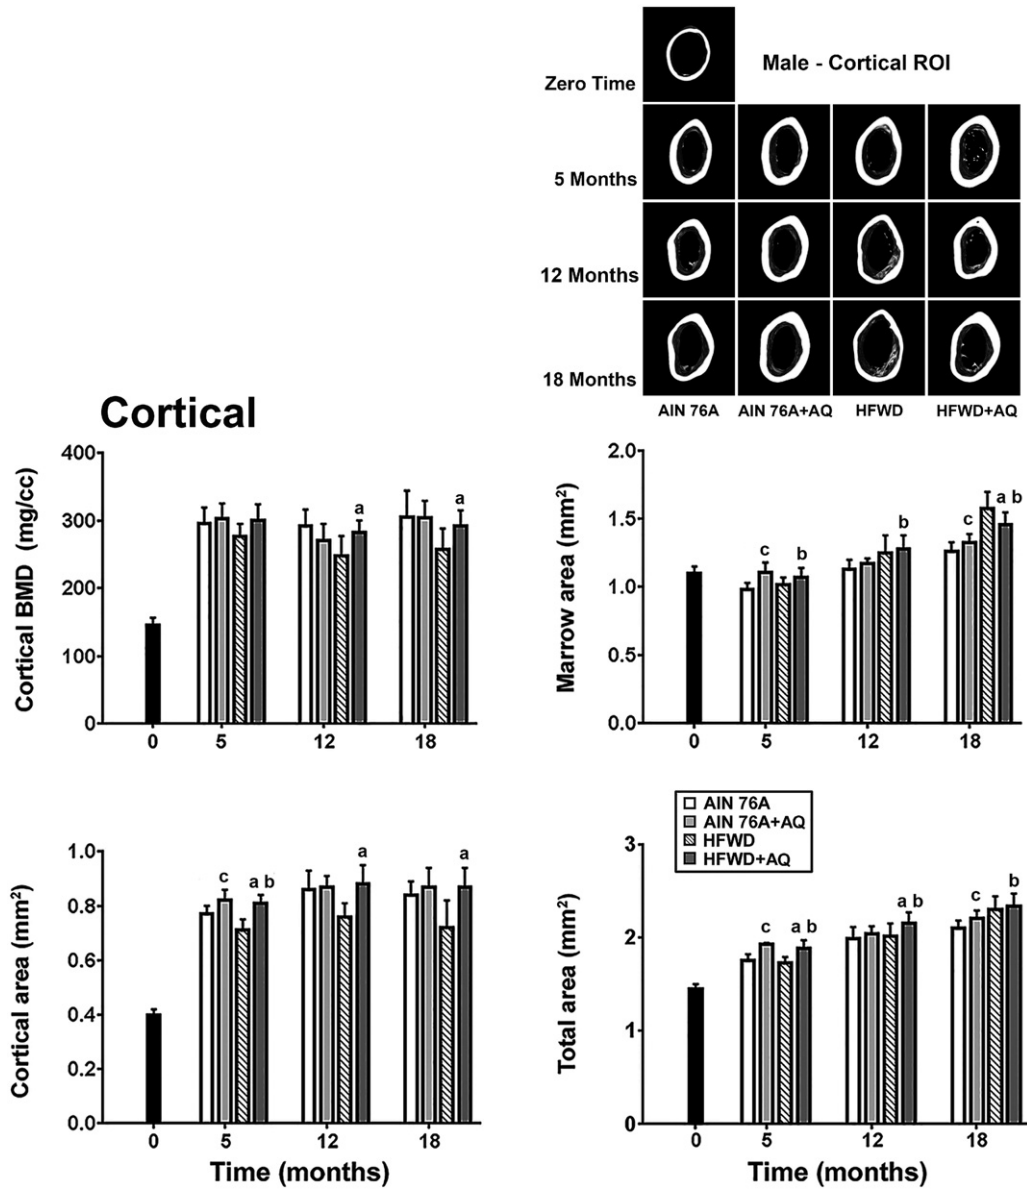 Male - Cortical ROI
Zero Time
5 Months
12 Months
18 Months
AIN 76A AIN 76A+AQ HFWD HFWD+AQ
Cortical
Cortical BMD (mg/cc)
400
300
200
100
0
a
a
0 5 12 18
Marrow area (mm²)
2.0
1.5
1.0
0.5
0.0
c b
b
c a b
0 5 12 18
Cortical area (mm²)
1.0
0.8
0.6
0.4
0.2
0.0
c a b
a
a
0 5 12 18
Time (months)
AIN 76A
AIN 76A+AQ
HFWD
HFWD+AQ
Total area (mm²)
3
2
1
0
c a b
a b
c b
0 5 12 18
Time (months)